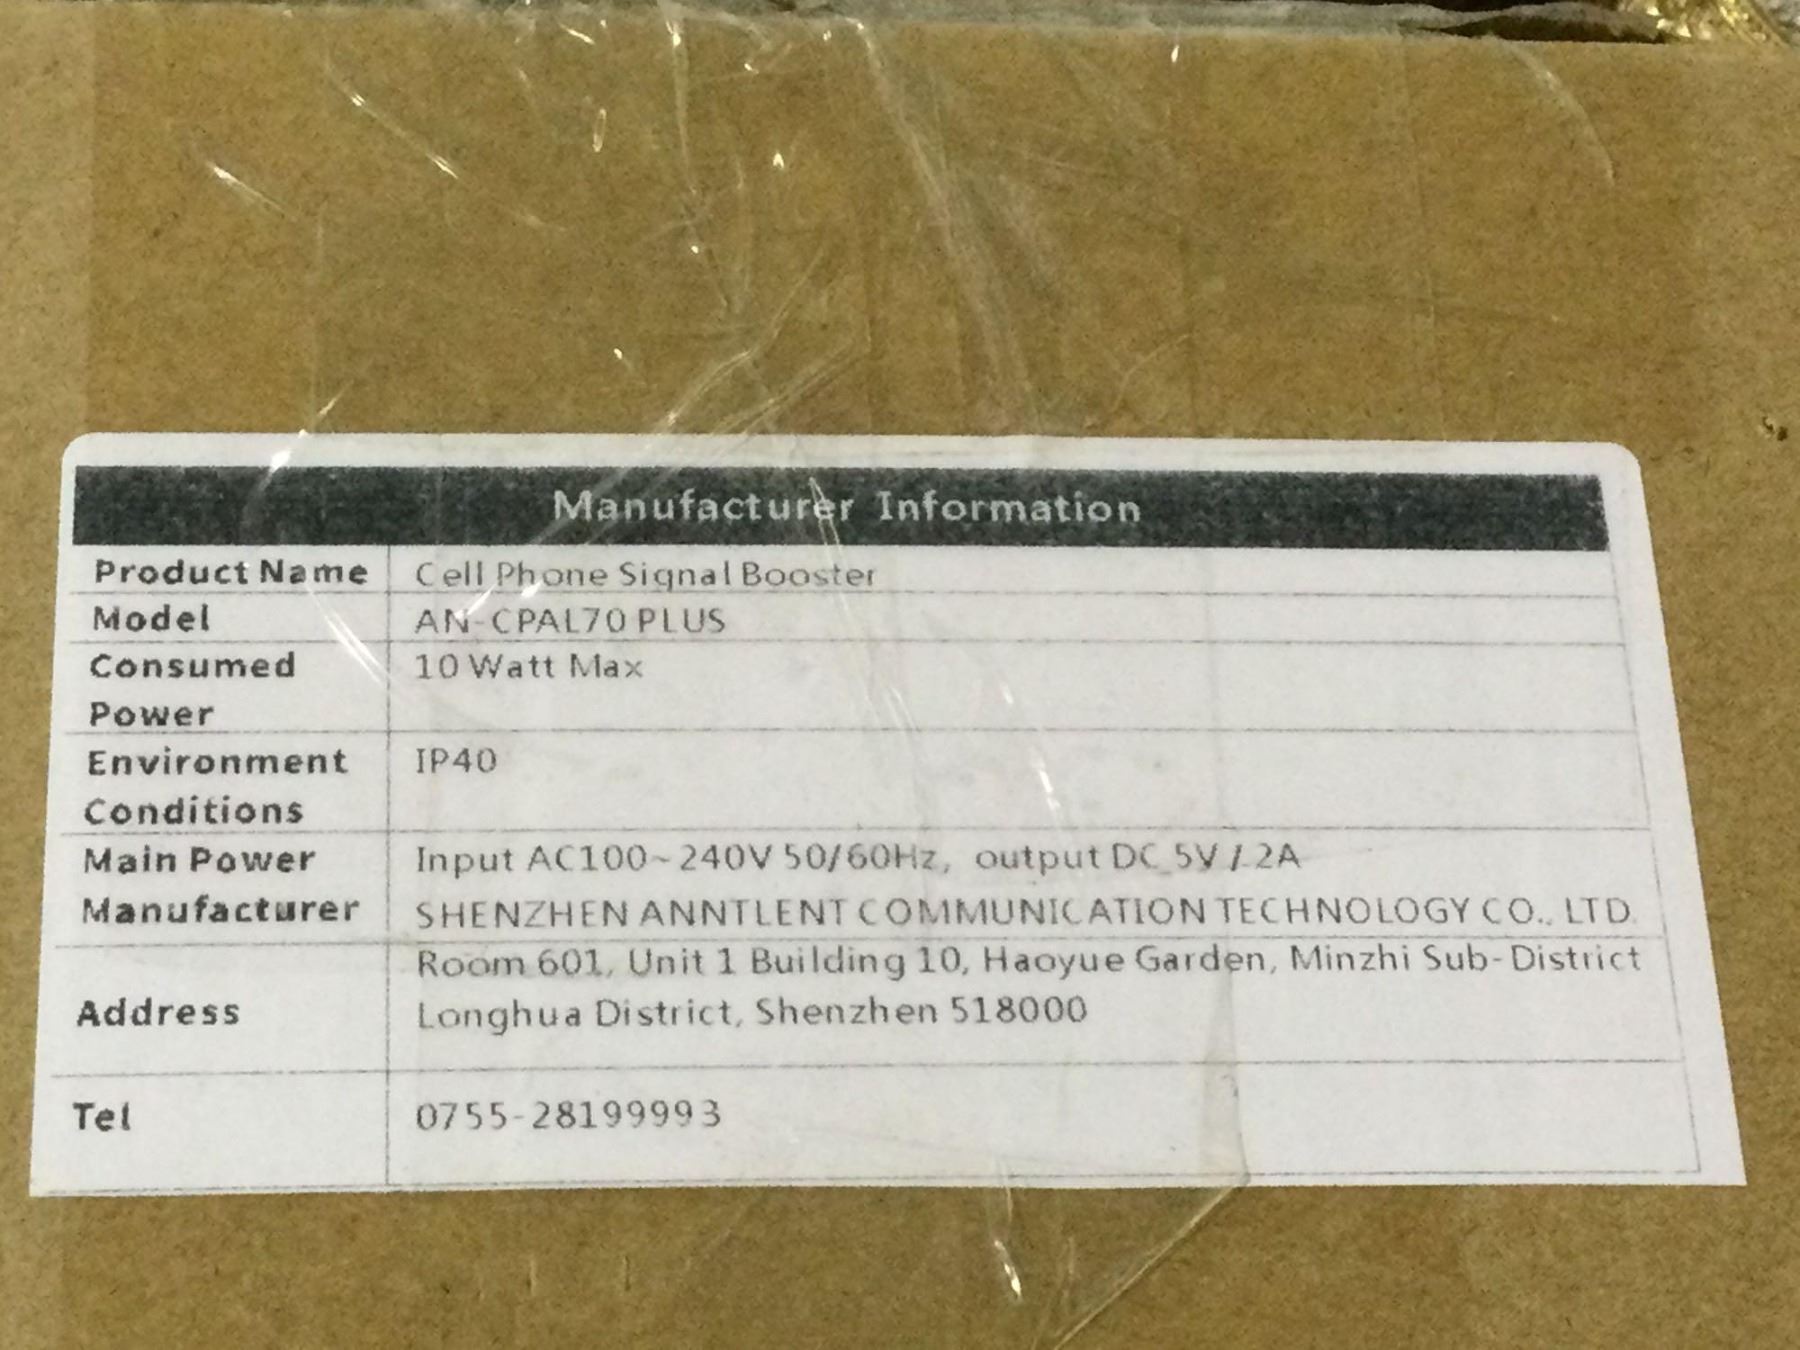 Manufacturer Information
Product Name Cell Phone Signal Booster
Model AN-CPAL70 PLUS
Consumed 10 Watt Max
Power
Environment IP40
Conditions
Main Power Input AC100~240V 50/60Hz, output DC 5V / 2A
Manufacturer SHENZHEN ANNTLENT COMMUNICATION TECHNOLOGY CO., LTD.
Room 601, Unit 1 Building 10, Haoyue Garden, Minzhi Sub-District
Address Longhua District, Shenzhen 518000
Tel 0755-28199993